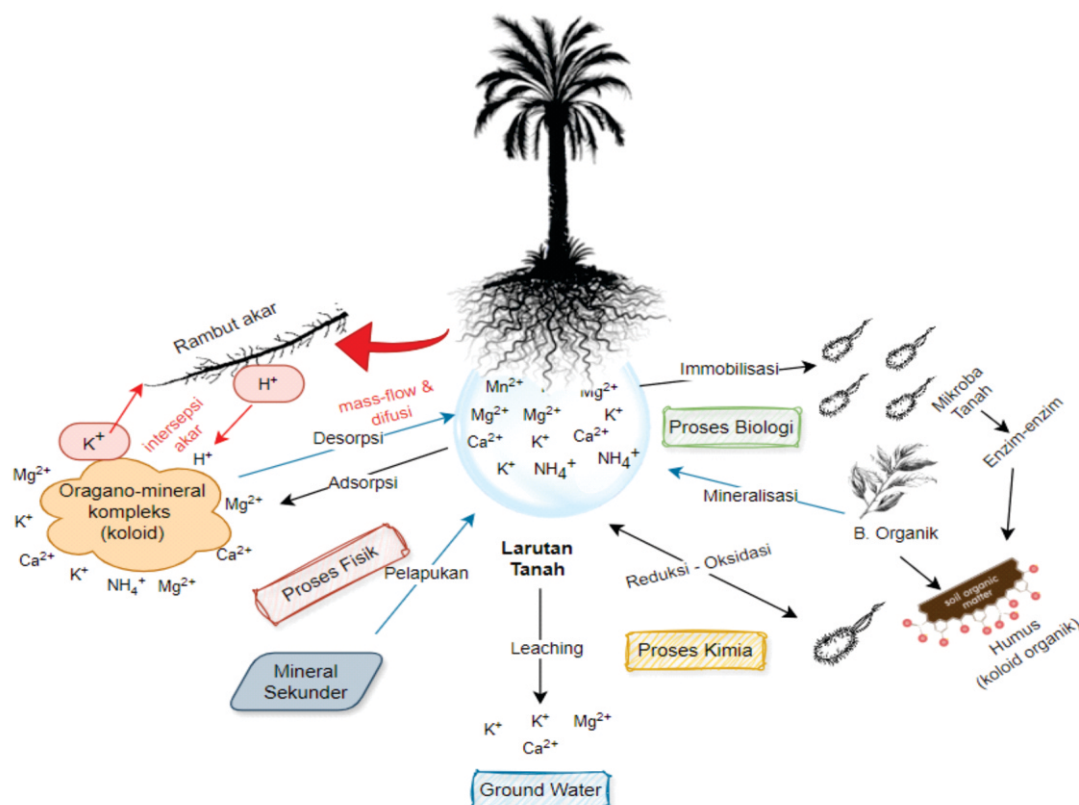 Rambut akar
H⁺
K⁺
intersepsi
akar
H⁺
mass-flow &
difusi
Desorpsi
Adsorpsi
Mg²⁺
K⁺
Ca²⁺
K⁺
NH₄⁺
Mg²⁺
Ca²⁺
Mg²⁺
Oragano-mineral
kompleks
(koloid)
Mn²⁺
Mg²⁺
Mg²⁺ Mg²⁺ K⁺
Ca²⁺ K⁺ Ca²⁺
K⁺ NH₄⁺ NH₄⁺
Immobilisasi
Proses Biologi
Mineralisasi
Mikroba
Tanah
Enzim-enzim
B. Organik
Proses Fisik
Pelapukan
Mineral
Sekunder
Larutan
Tanah
Reduksi - Oksidasi
Proses Kimia
soil organic
matter
Humus
(koloid organik)
Leaching
K⁺ K⁺ Mg²⁺
Ca²⁺
Ground Water